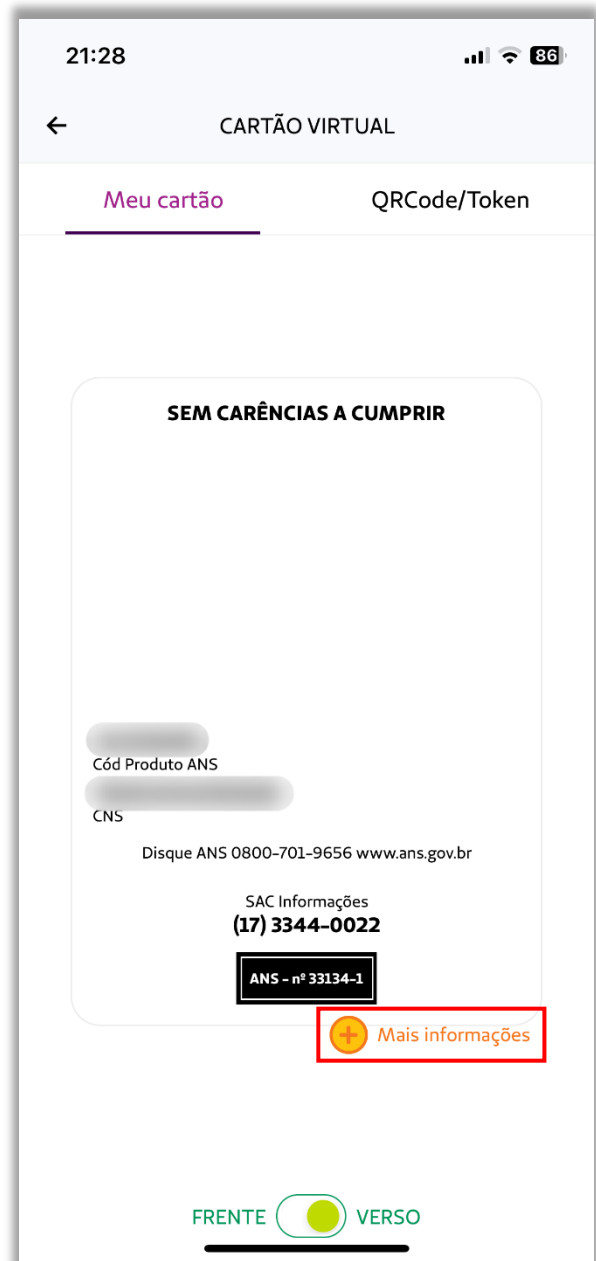 21:28
86
CARTÃO VIRTUAL
Meu cartão
QRCode/Token
SEM CARÊNCIAS A CUMPRIR
Cód Produto ANS
CNS
Disque ANS 0800-701-9656 www.ans.gov.br
SAC Informações
(17) 3344-0022
ANS - nº 33134-1
Mais informações
FRENTE
VERSO